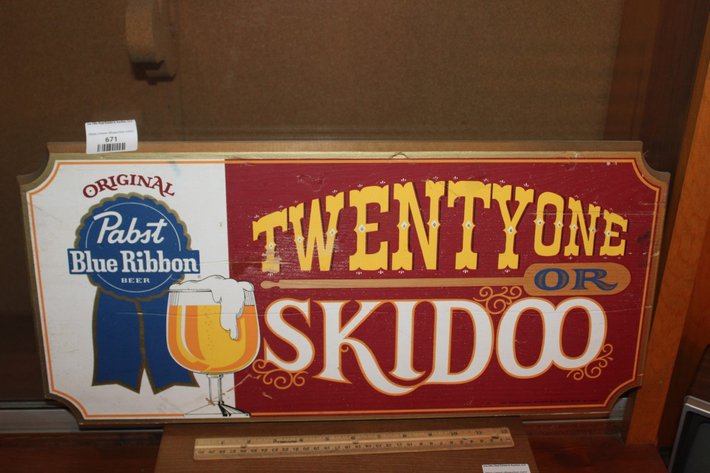 671
ORIGINAL
Pabst
Blue Ribbon
BEER
TWENTYONE
OR
SKIDOO